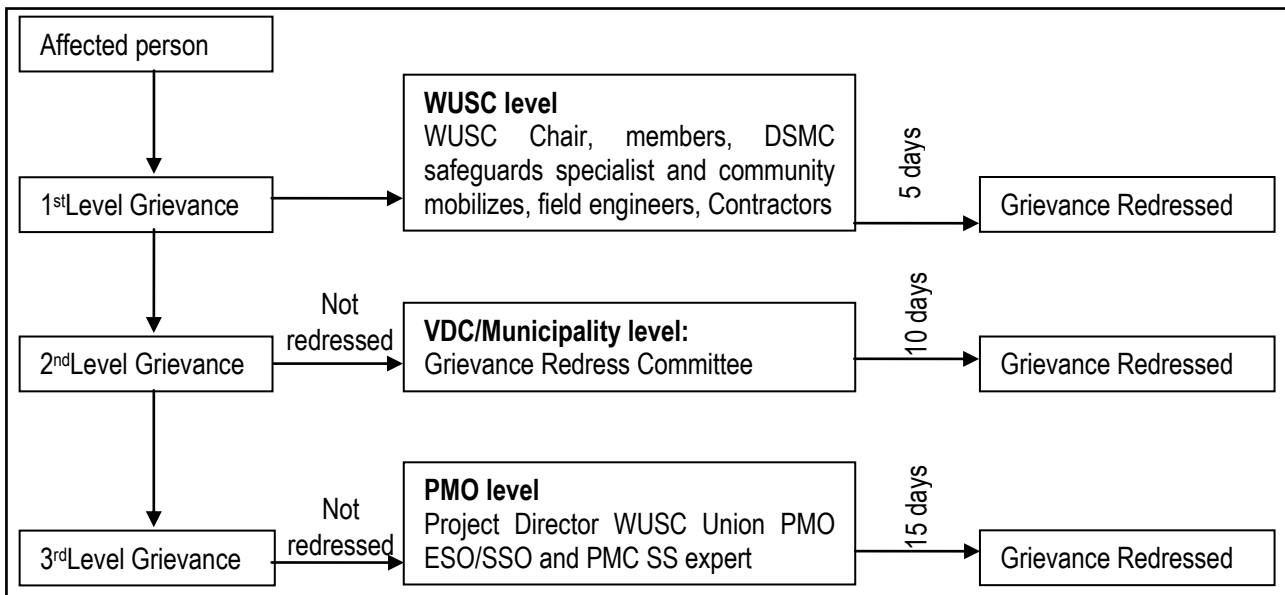 Affected person
WUSC level
WUSC Chair, members, DSMC
safeguards specialist and community
mobilizes, field engineers, Contractors
5 days
1stLevel Grievance
Grievance Redressed
Not
redressed
VDC/Municipality level:
Grievance Redress Committee
10 days
2ndLevel Grievance
Grievance Redressed
Not
redressed
PMO level
Project Director WUSC Union PMO
ESO/SSO and PMC SS expert
15 days
3rdLevel Grievance
Grievance Redressed